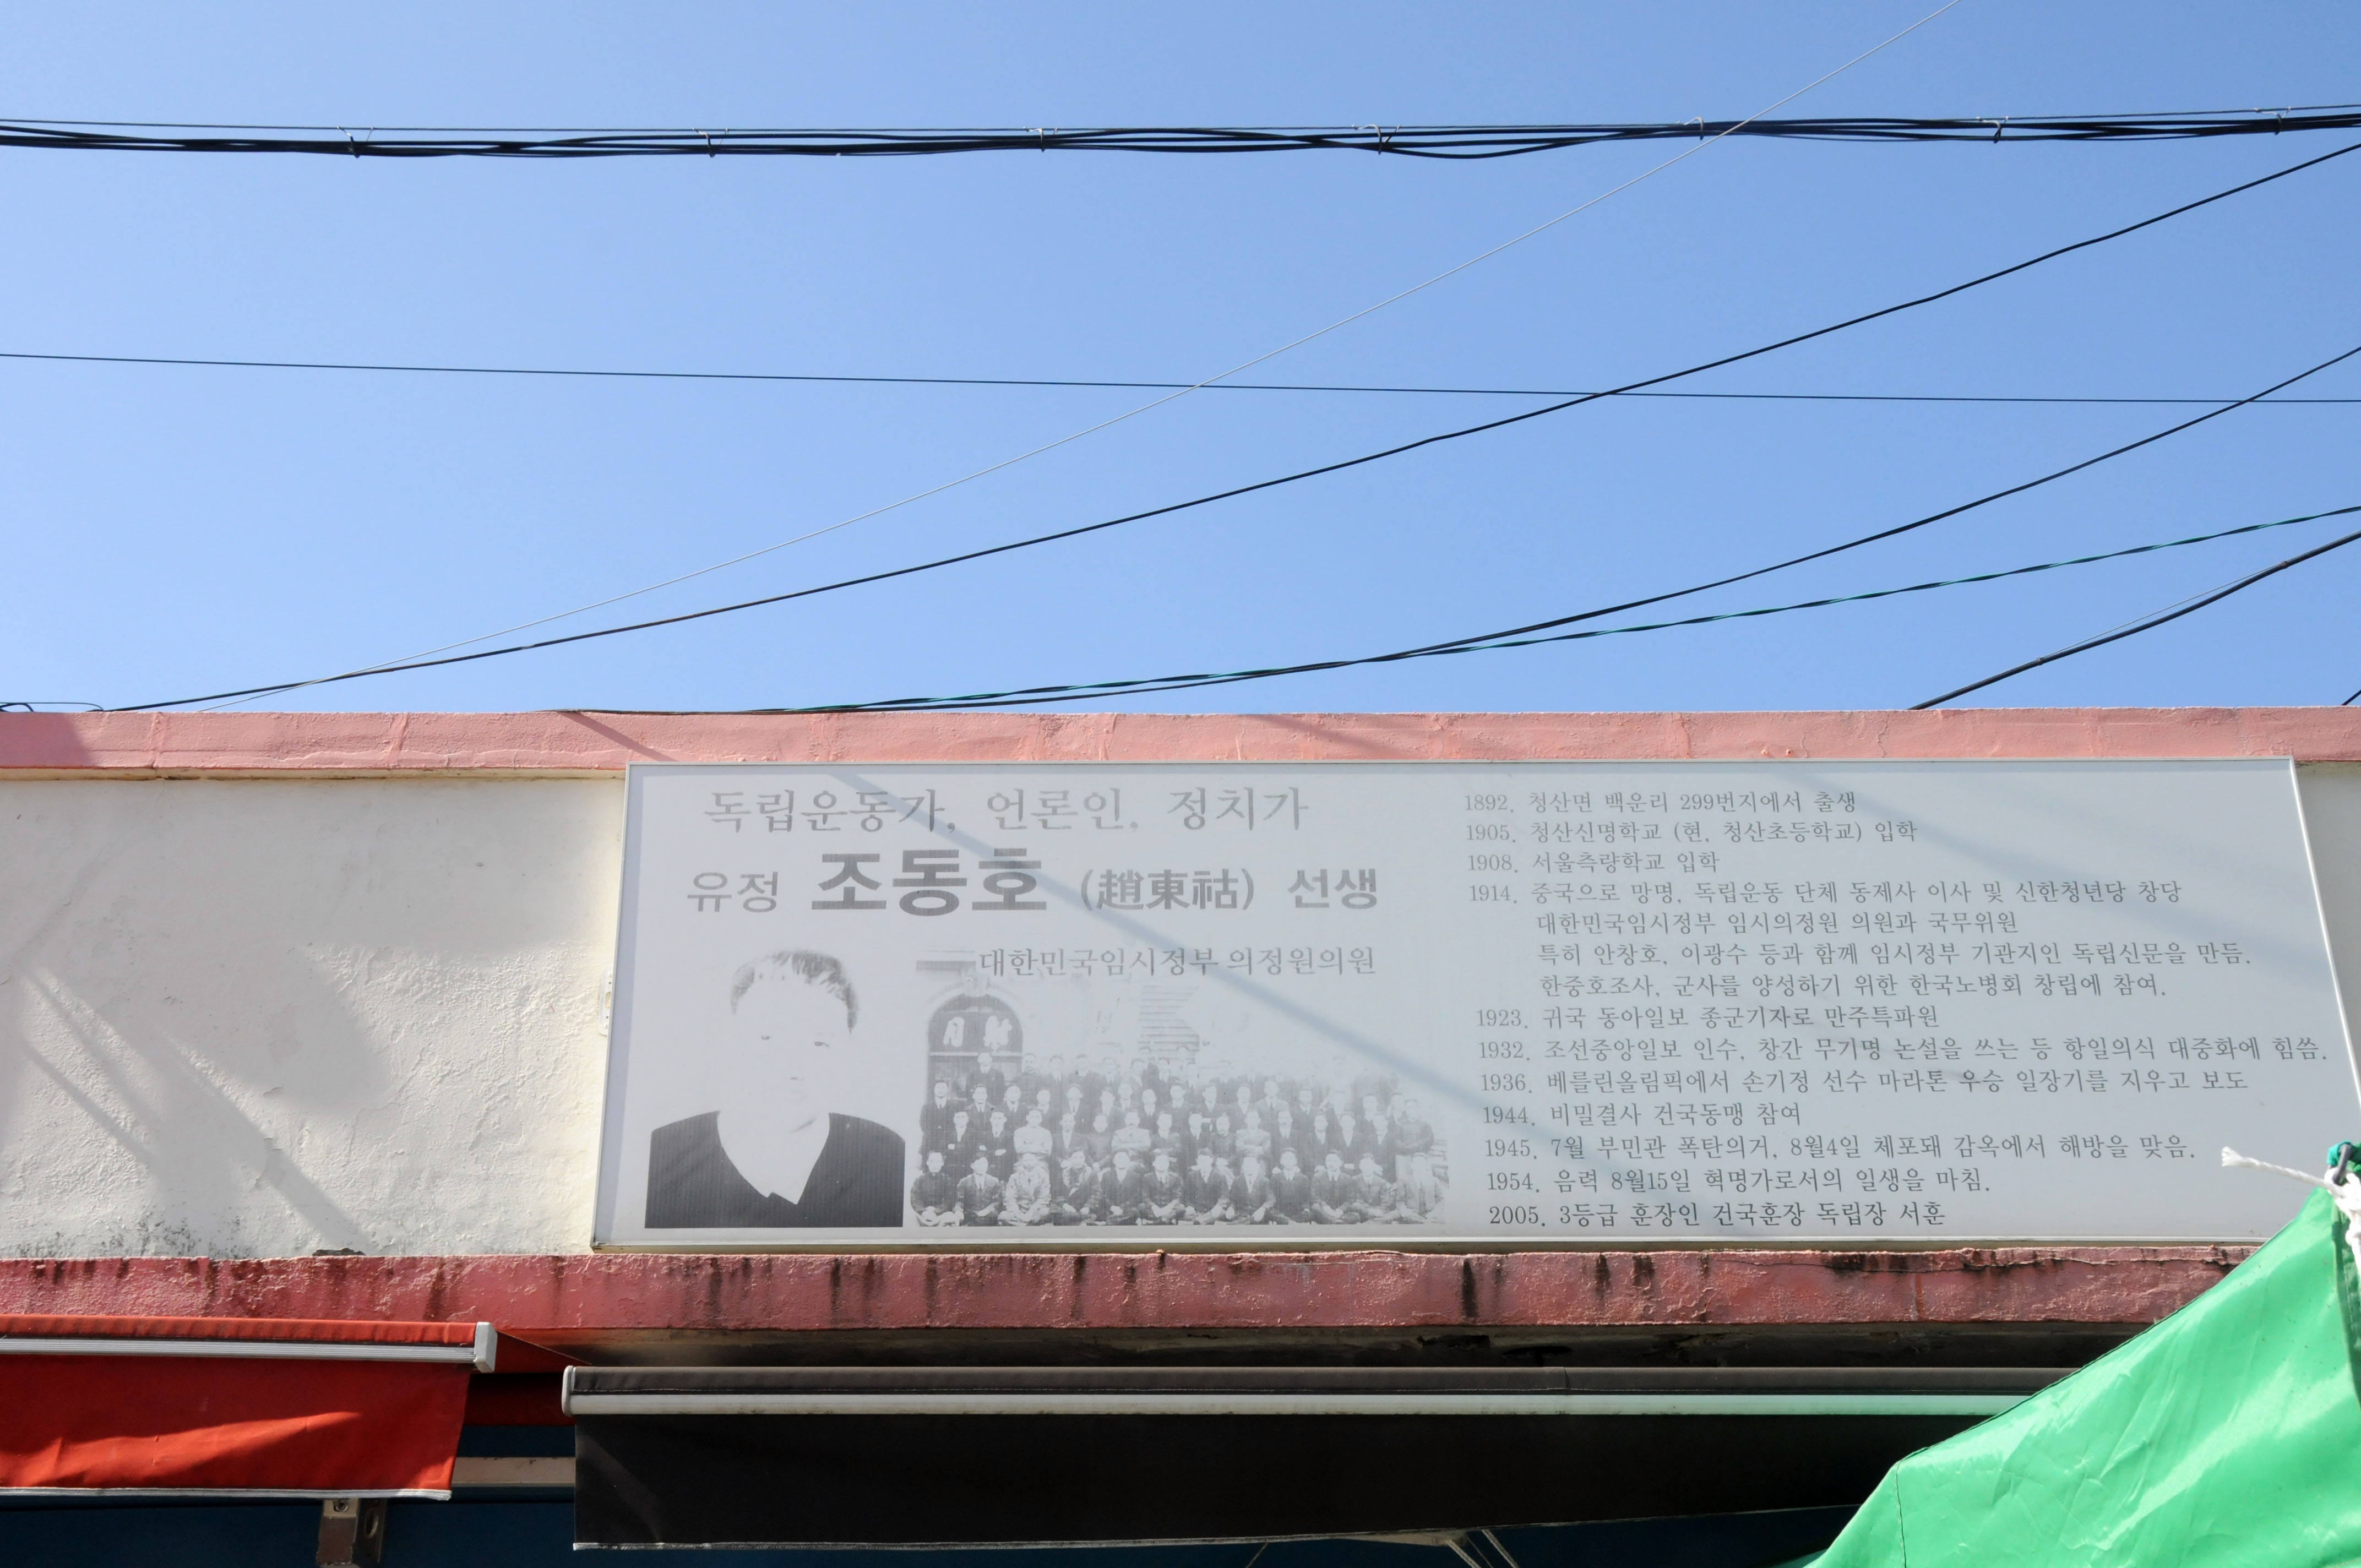 독립운동가, 언론인, 정치가
유정 조동호 (趙東祜) 선생
대한민국임시정부 의정원의원
1892. 청산면 백운리 299번지에서 출생
1905. 청산신명학교 (현, 청산초등학교) 입학
1908. 서울측량학교 입학
1914. 중국으로 망명, 독립운동 단체 동제사 이사 및 신한청년당 창당
대한민국임시정부 임시의정원 의원과 국무위원
특히 안창호, 이광수 등과 함께 임시정부 기관지인 독립신문을 만듬.
한중호조사, 군사를 양성하기 위한 한국노병회 창립에 참여.
1923. 귀국 동아일보 종군기자로 만주특파원
1932. 조선중앙일보 인수, 창간 무기명 논설을 쓰는 등 항일의식 대중화에 힘씀.
1936. 베를린올림픽에서 손기정 선수 마라톤 우승 일장기를 지우고 보도
1944. 비밀결사 건국동맹 참여
1945. 7월 부민관 폭탄의거, 8월4일 체포돼 감옥에서 해방을 맞음.
1954. 음력 8월15일 혁명가로서의 일생을 마침.
2005. 3등급 훈장인 건국훈장 독립장 서훈